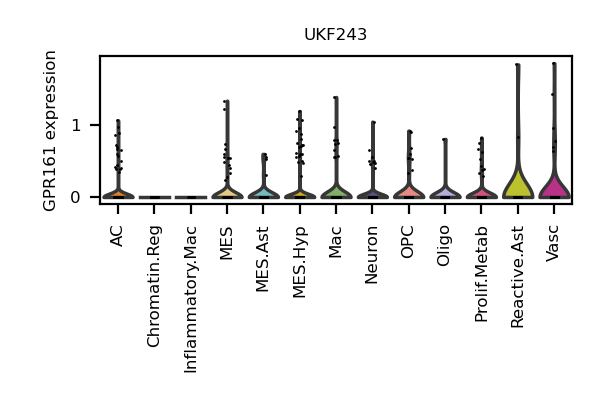 UKF243
GPR161 expression
1
0
AC
Chromatin.Reg
Inflammatory.Mac
MES
MES.Ast
MES.Hyp
Mac
Neuron
OPC
Oligo
Prolif.Metab
Reactive.Ast
Vasc